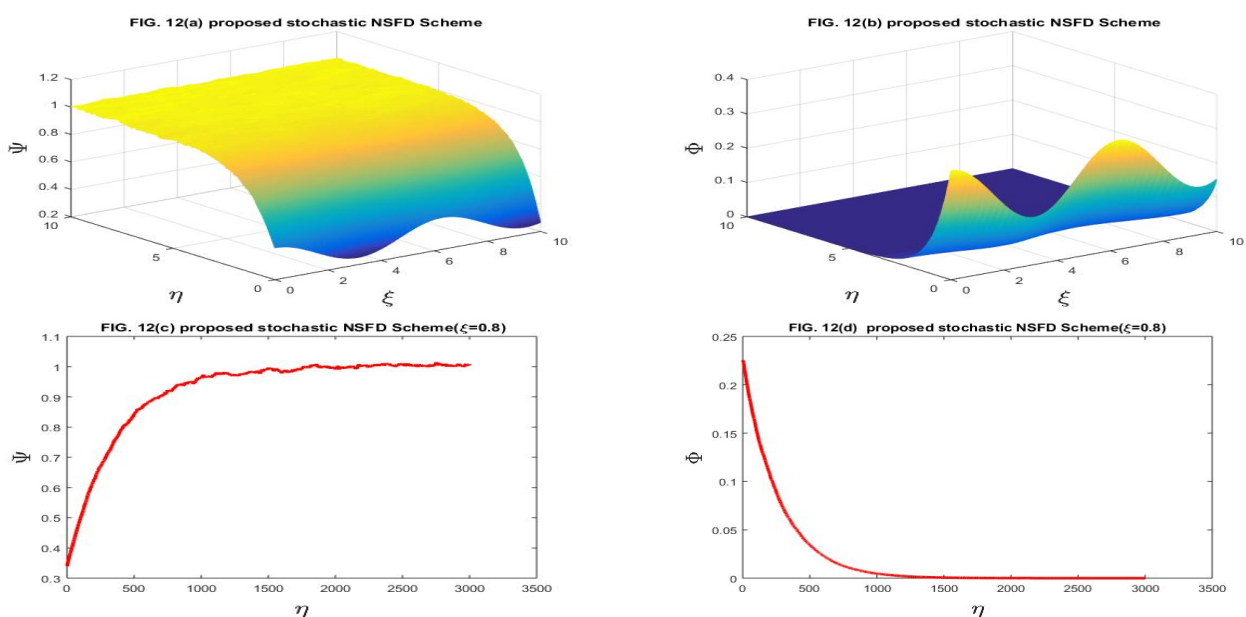 FIG. 12(a) proposed stochastic NSFD Scheme
1.2
1
0.8
0.6
0.4
0.2
Ψ
10
5
0
η
0
2
4
6
8
10
ξ
FIG. 12(b) proposed stochastic NSFD Scheme
0.4
0.3
0.2
0.1
0
Φ
10
5
0
η
0
2
4
6
8
10
ξ
FIG. 12(c) proposed stochastic NSFD Scheme(ξ=0.8)
1.1
1
0.9
0.8
0.7
0.6
0.5
0.4
0.3
Ψ
0 500 1000 1500 2000 2500 3000 3500
η
FIG. 12(d) proposed stochastic NSFD Scheme(ξ=0.8)
0.25
0.2
0.15
0.1
0.05
0
Φ
0 500 1000 1500 2000 2500 3000 3500
η